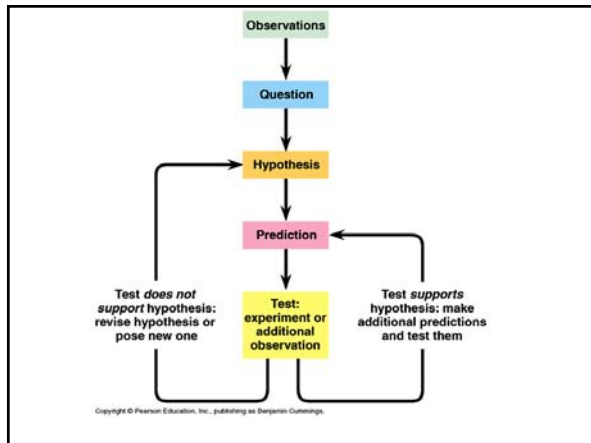 Observations
Question
Hypothesis
Prediction
Test does not
support hypothesis:
revise hypothesis or
pose new one
Test:
experiment or
additional
observation
Test supports
hypothesis: make
additional predictions
and test them
Copyright © Pearson Education, Inc., publishing as Benjamin Cummings.